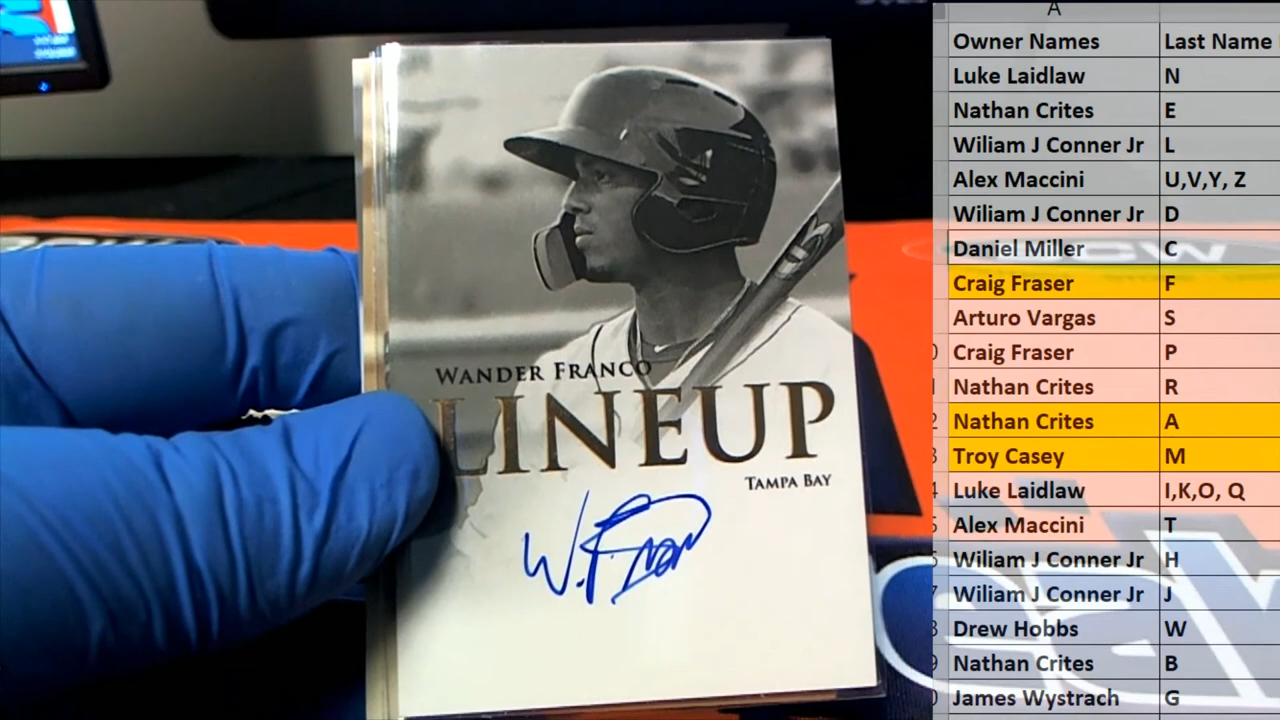 WANDER FRANCO
LINEUP
TAMPA BAY
W. Fran
A
Owner Names Last Name
Luke Laidlaw N
Nathan Crites E
Wiliam J Conner Jr L
Alex Maccini U,V,Y, Z
Wiliam J Conner Jr D
Daniel Miller C
Craig Fraser F
Arturo Vargas S
Craig Fraser P
Nathan Crites R
Nathan Crites A
Troy Casey M
Luke Laidlaw I,K,O, Q
Alex Maccini T
Wiliam J Conner Jr H
Wiliam J Conner Jr J
Drew Hobbs W
Nathan Crites B
James Wystrach G